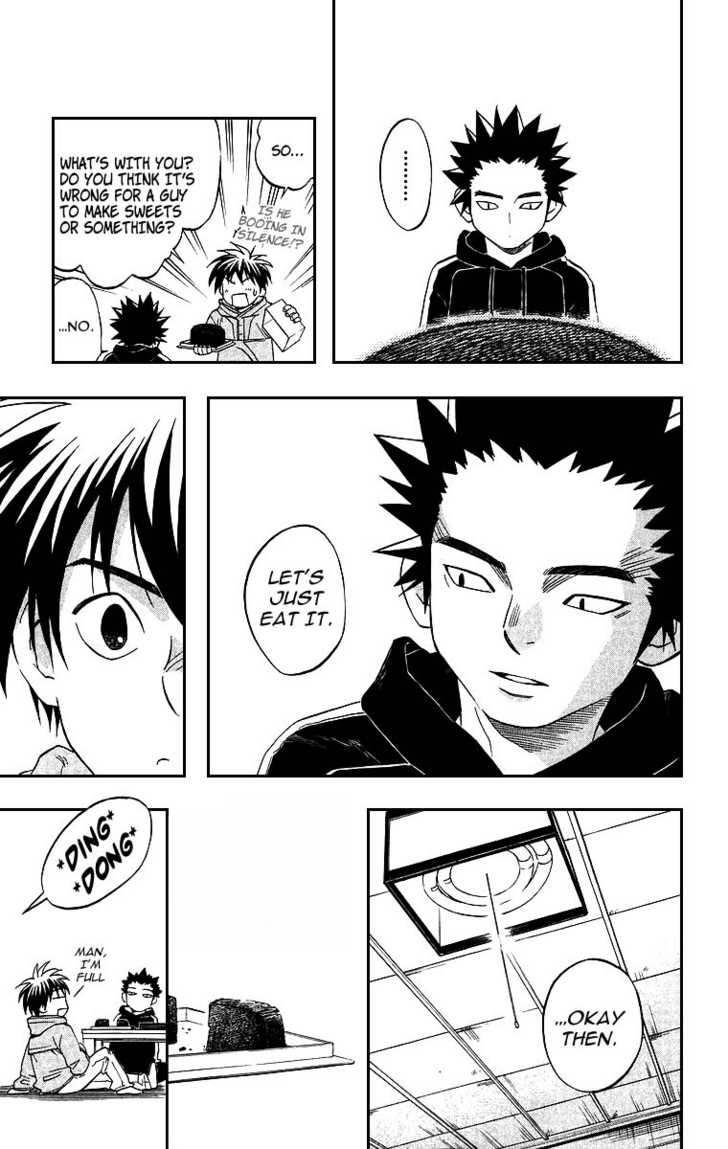 .........
SO...
WHAT'S WITH YOU?
DO YOU THINK IT'S
WRONG FOR A GUY
TO MAKE SWEETS
OR SOMETHING?
IS HE
BOOING IN
SILENCE!?
...NO.
LET'S
JUST
EAT IT.
...OKAY
THEN.
*DING*
*DONG*
MAN,
I'M
FULL